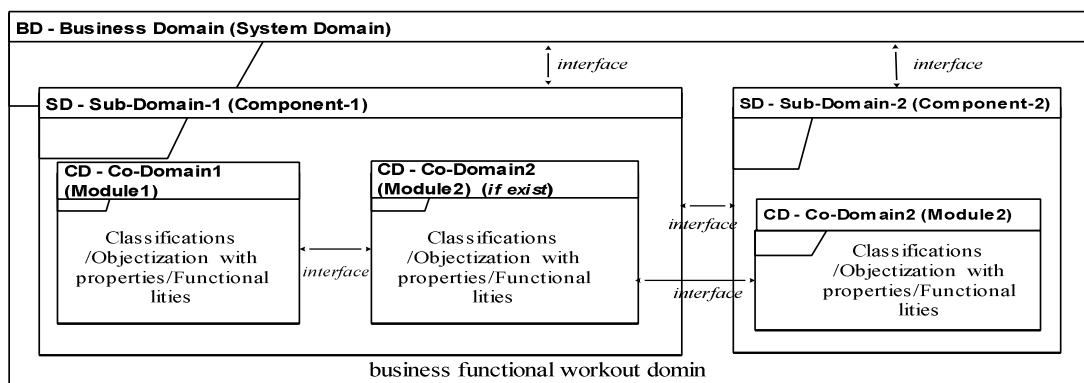 BD - Business Domain (System Domain)
interface
interface
SD - Sub-Domain-1 (Component-1)
SD - Sub-Domain-2 (Component-2)
CD - Co-Domain1
(Module1)
CD - Co-Domain2
(Module2) (if exist)
interface
CD - Co-Domain2 (Module2)
Classifications
/Objectization with
properties/Functional
lities
interface
Classifications
/Objectization with
properties/Functional
lities
interface
Classifications
/Objectization with
properties/Functional
lities
business functional workout domin